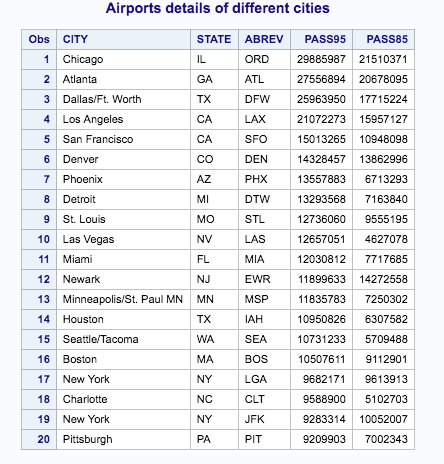 Airports details of different cities
Obs CITY STATE ABREV PASS95 PASS85
1 Chicago IL ORD 29885987 21510371
2 Atlanta GA ATL 27556894 20678095
3 Dallas/Ft. Worth TX DFW 25963950 17715224
4 Los Angeles CA LAX 21072273 15957127
5 San Francisco CA SFO 15013265 10948098
6 Denver CO DEN 14328457 13862996
7 Phoenix AZ PHX 13557883 6713293
8 Detroit MI DTW 13293568 7163840
9 St. Louis MO STL 12736060 9555195
10 Las Vegas NV LAS 12657051 4627078
11 Miami FL MIA 12030812 7717685
12 Newark NJ EWR 11899633 14272558
13 Minneapolis/St. Paul MN MN MSP 11835783 7250302
14 Houston TX IAH 10950826 6307582
15 Seattle/Tacoma WA SEA 10731233 5709488
16 Boston MA BOS 10507611 9112901
17 New York NY LGA 9682171 9613913
18 Charlotte NC CLT 9588900 5102703
19 New York NY JFK 9283314 10052007
20 Pittsburgh PA PIT 9209903 7002343